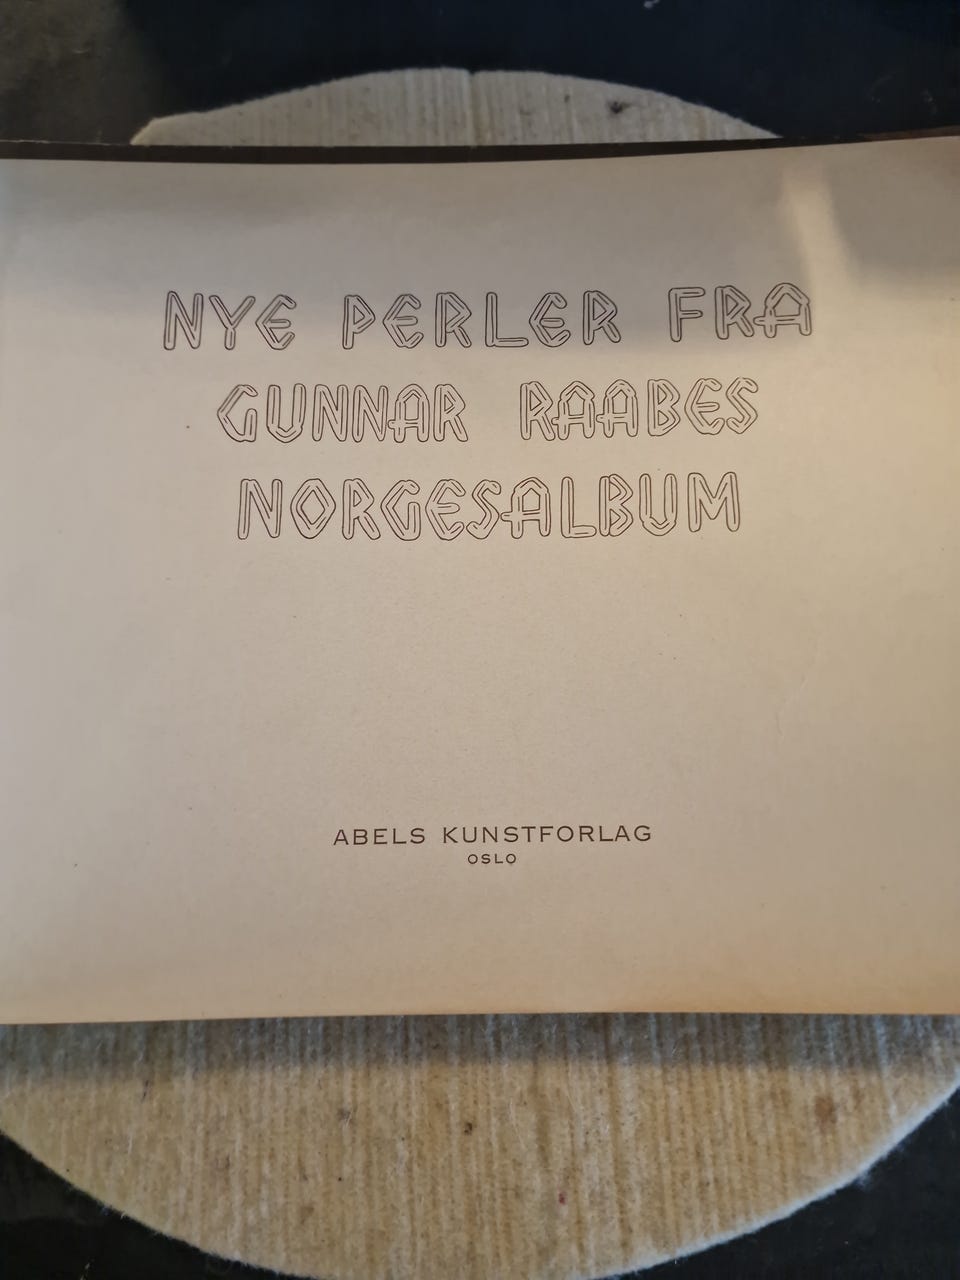 NYE PERLER FRA
GUNNAR RAABES
NORGESALBUM
ABELS KUNSTFORLAG
OSLO